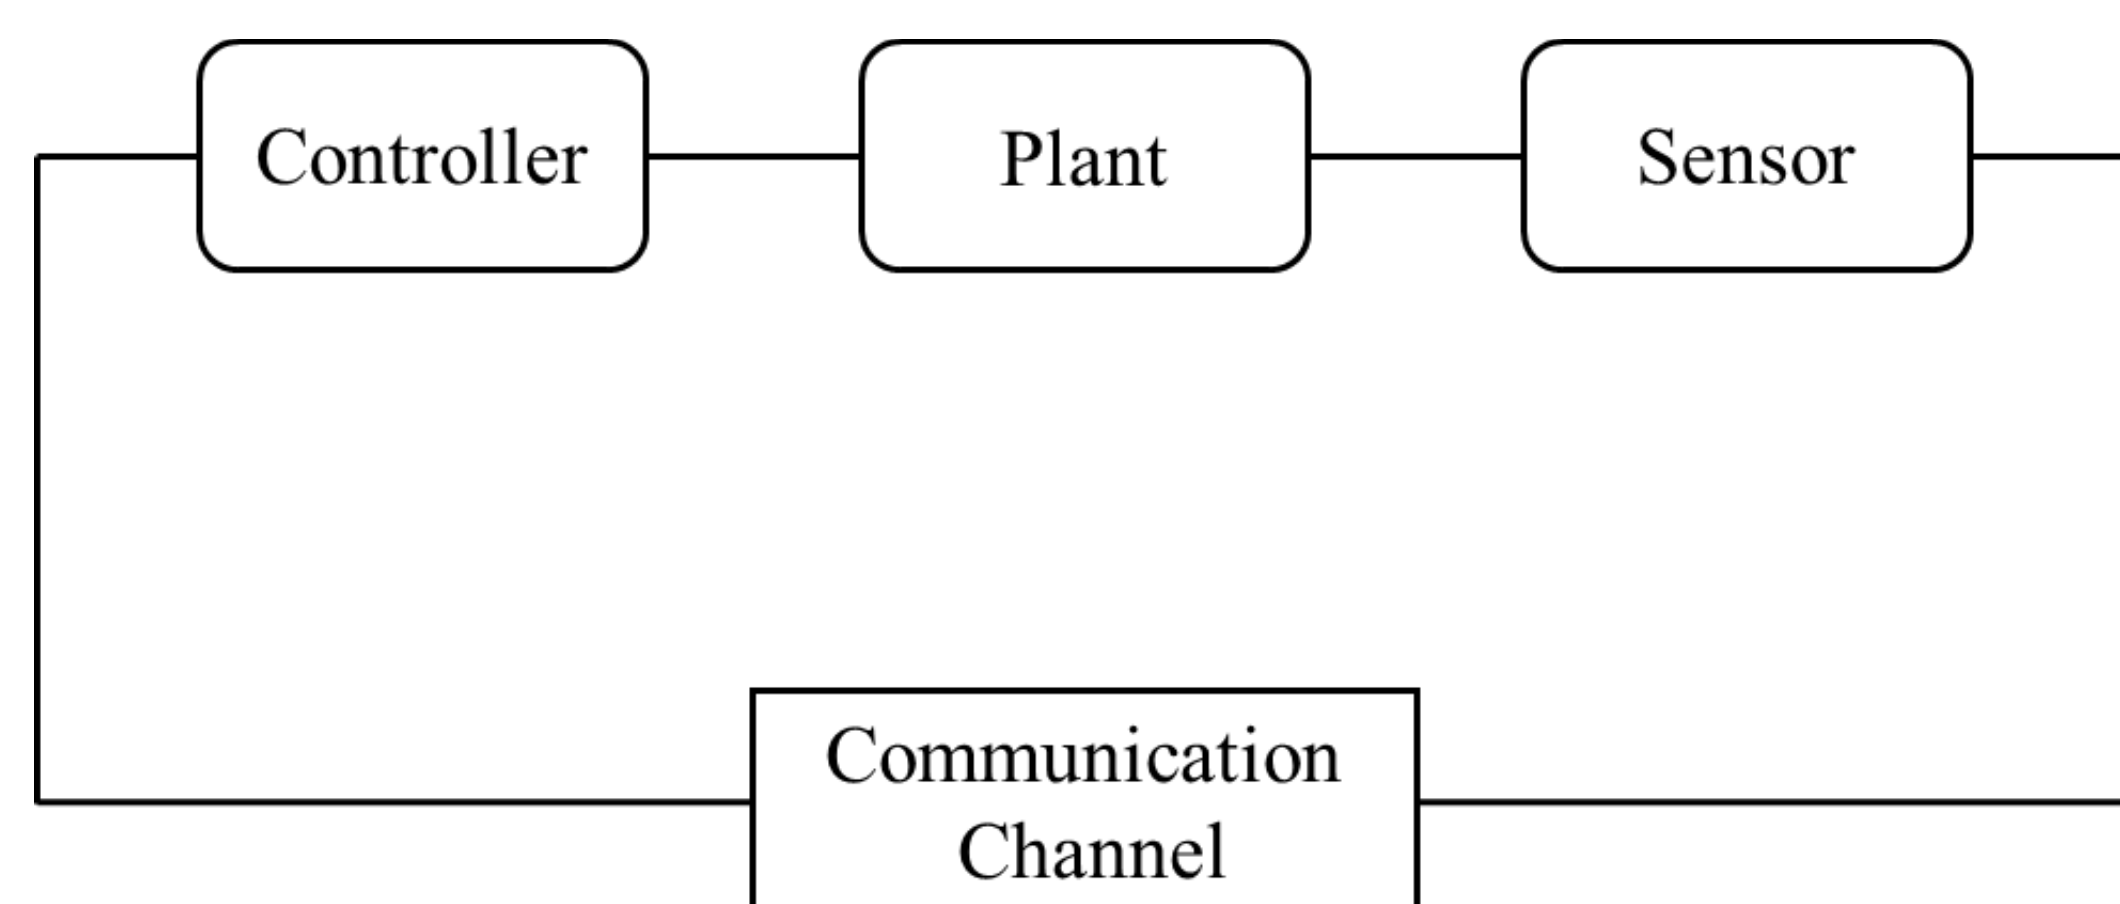 Controller
Plant
Sensor
Communication
Channel